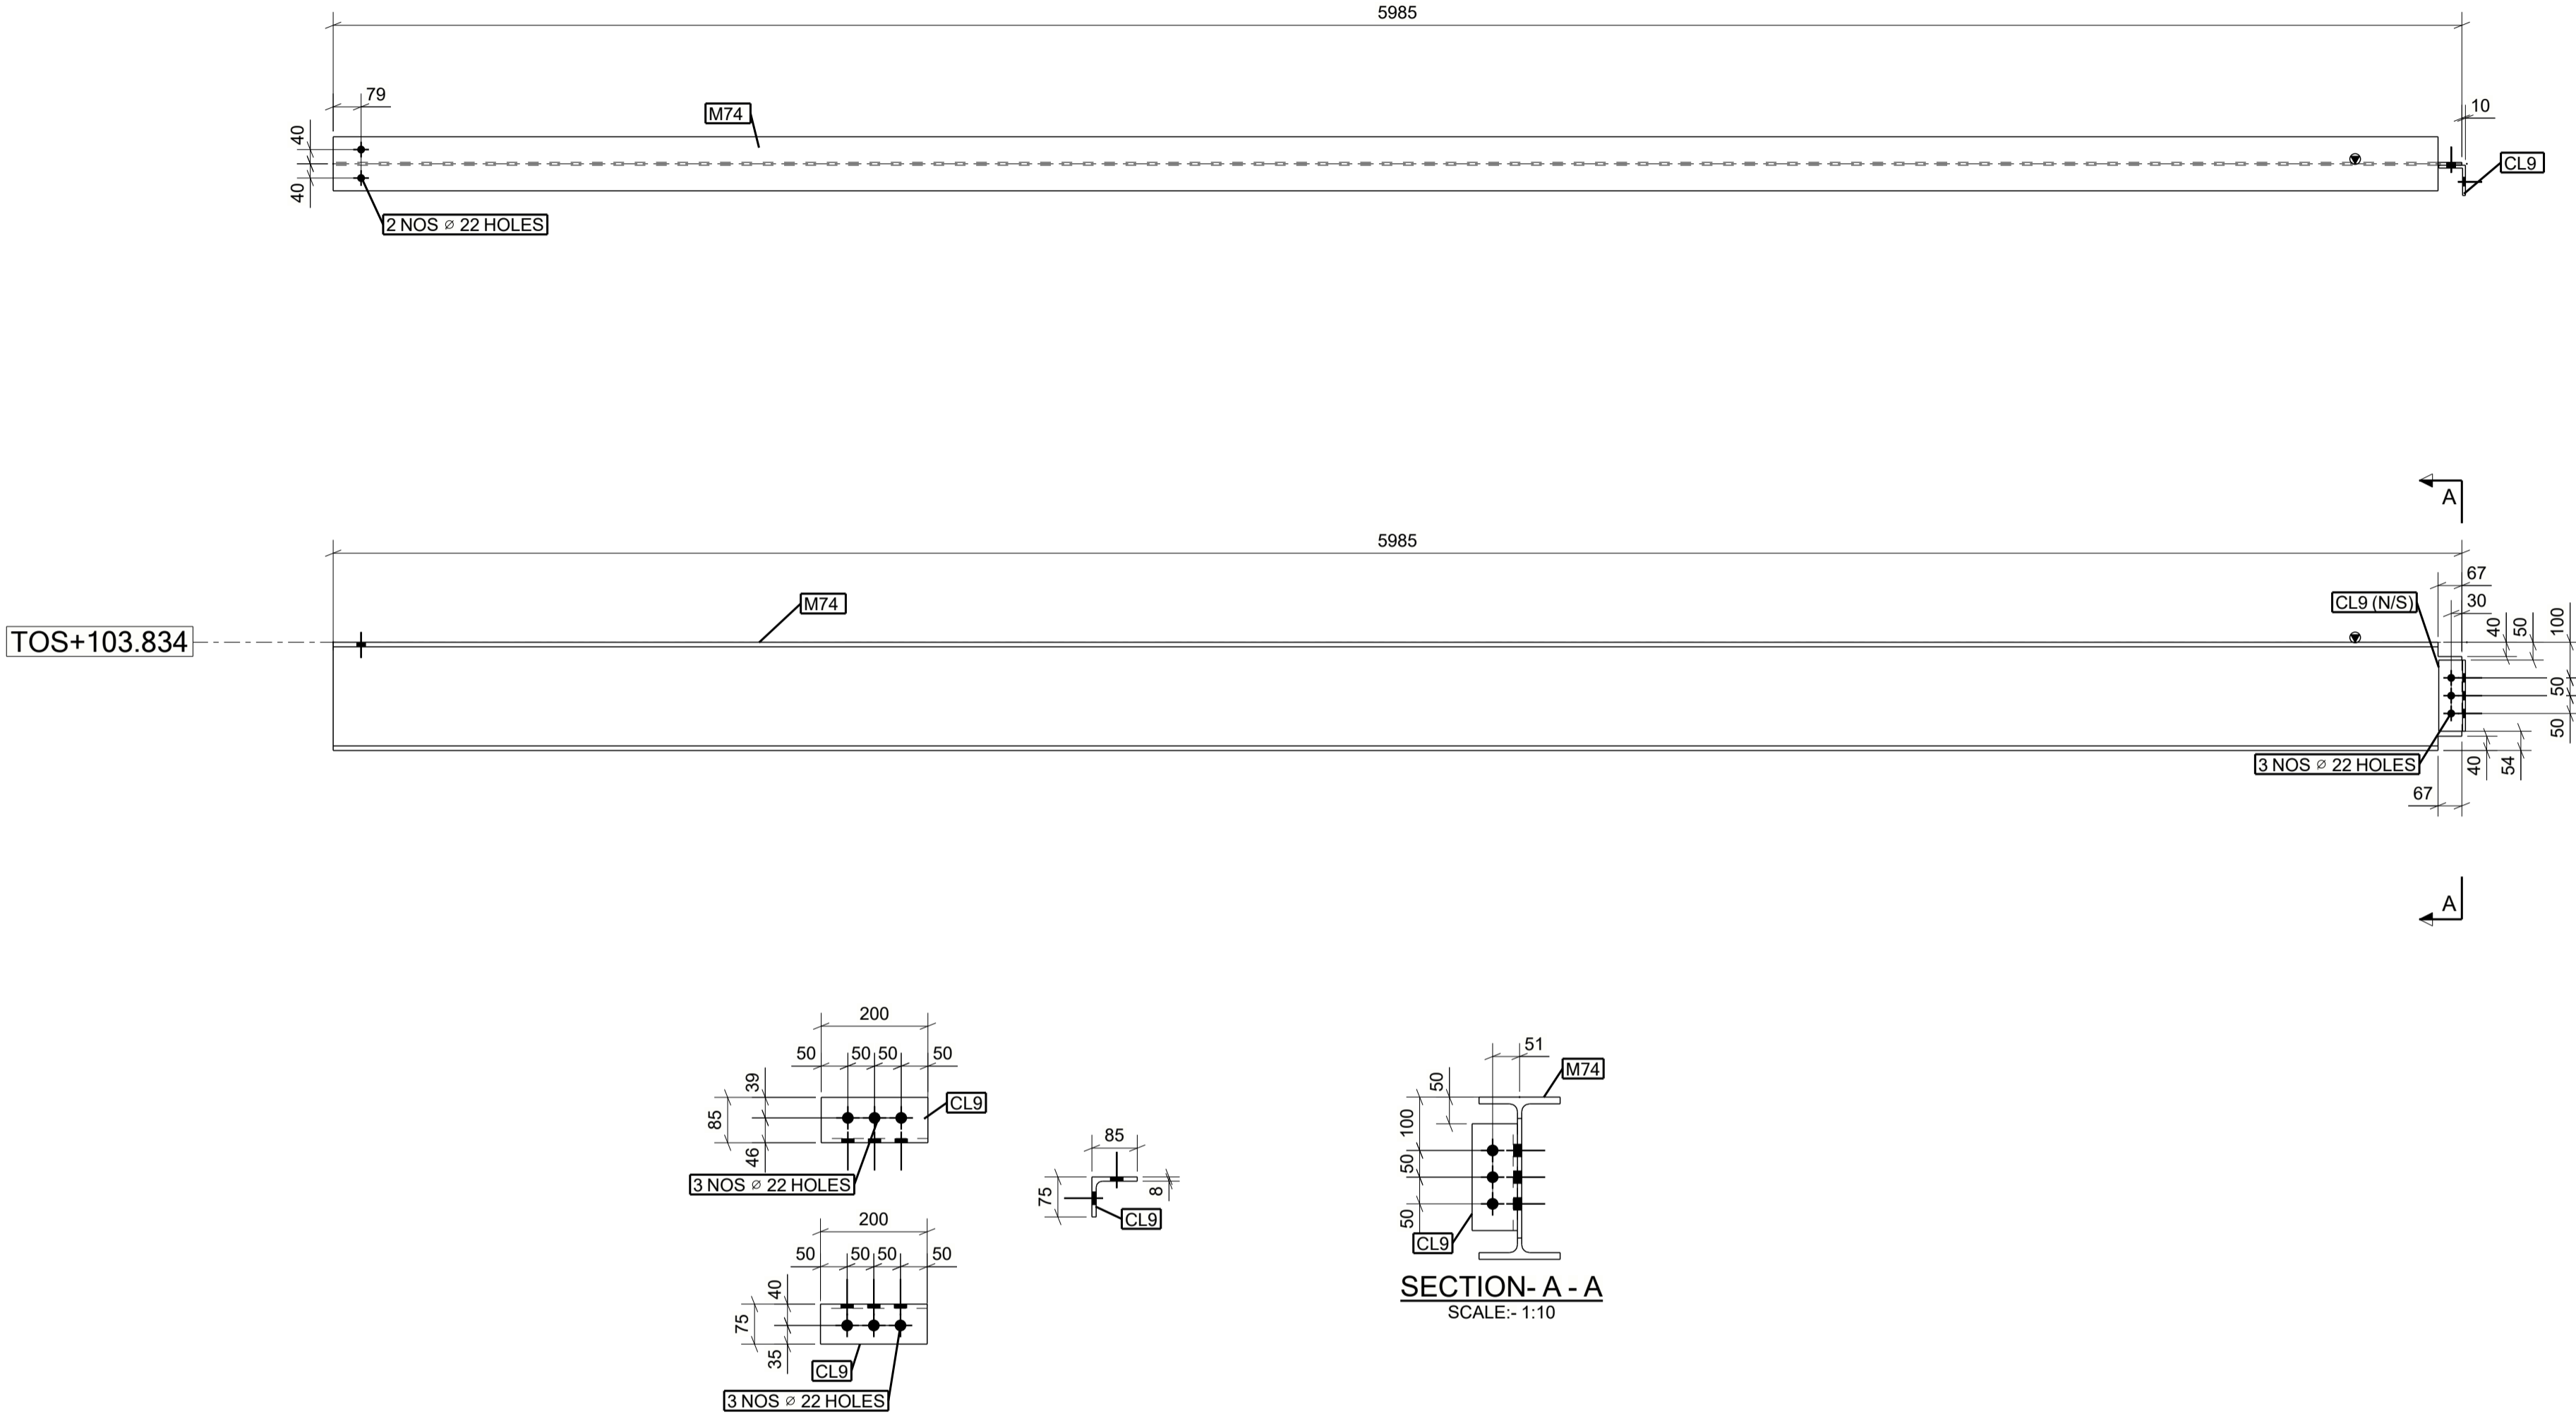 5985
79
M74
10
40
40
CL9
2 NOS ⌀ 22 HOLES
A
5985
67
M74
CL9 (N/S)
30
40
50
100
TOS+103.834
50
50
3 NOS ⌀ 22 HOLES
40
54
67
A
200
50
50
50
50
39
85
46
CL9
3 NOS ⌀ 22 HOLES
85
75
8
CL9
200
50
50
50
50
40
75
35
CL9
3 NOS ⌀ 22 HOLES
51
M74
50
100
50
50
CL9
SECTION- A - A
SCALE:- 1:10